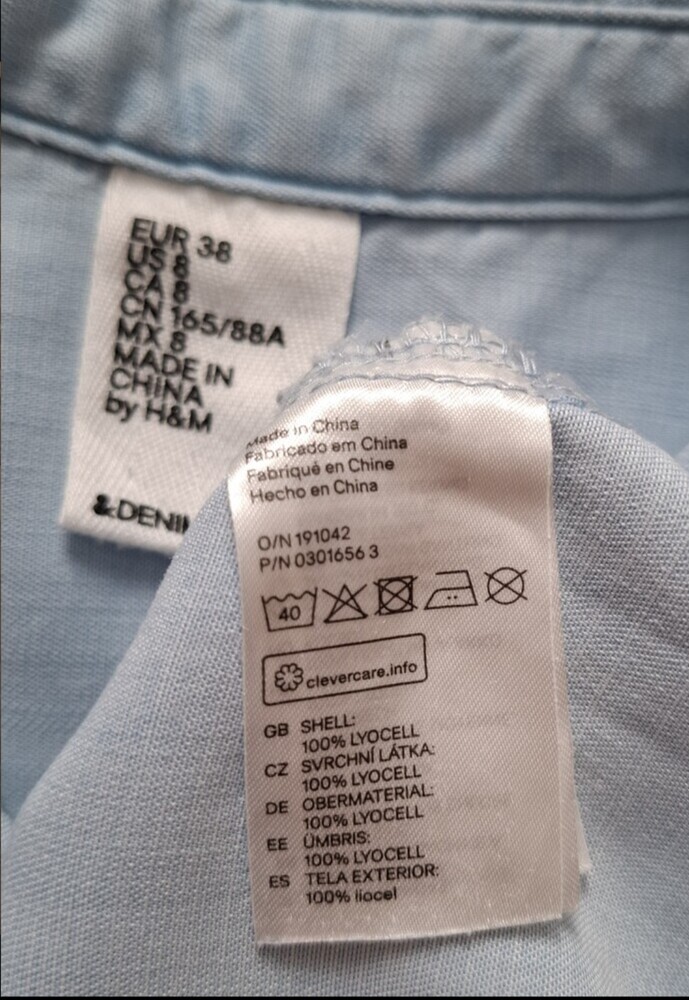 EUR 38
US 8
CA 8
CN 165/88A
MX 8
MADE IN
CHINA
by H&M
Made in China
Fabricado em China
Fabriqué en Chine
Hecho en China
O/N 191042
P/N 0301656 3
40
clevercare.info
GB SHELL:
100% LYOCELL
CZ SVRCHNÍ LÁTKA:
100% LYOCELL
DE OBERMATERIAL:
100% LYOCELL
EE ÜMBRIS:
100% LYOCELL
ES TELA EXTERIOR:
100% liocel